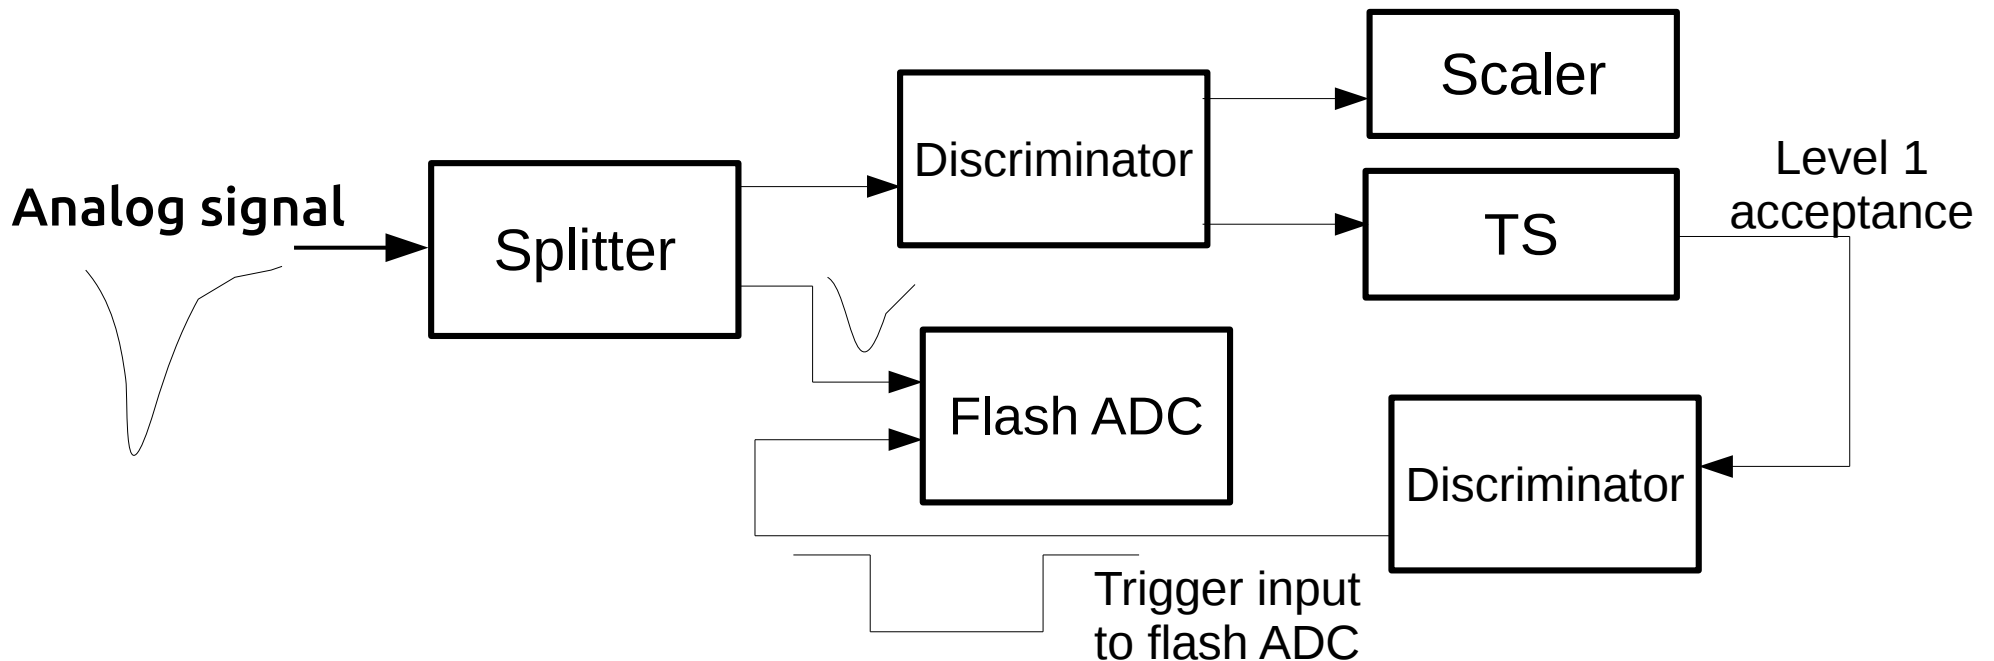 Scaler
Discriminator
Level 1
acceptance
Analog signal
Splitter
TS
Flash ADC
Discriminator
Trigger input
to flash ADC